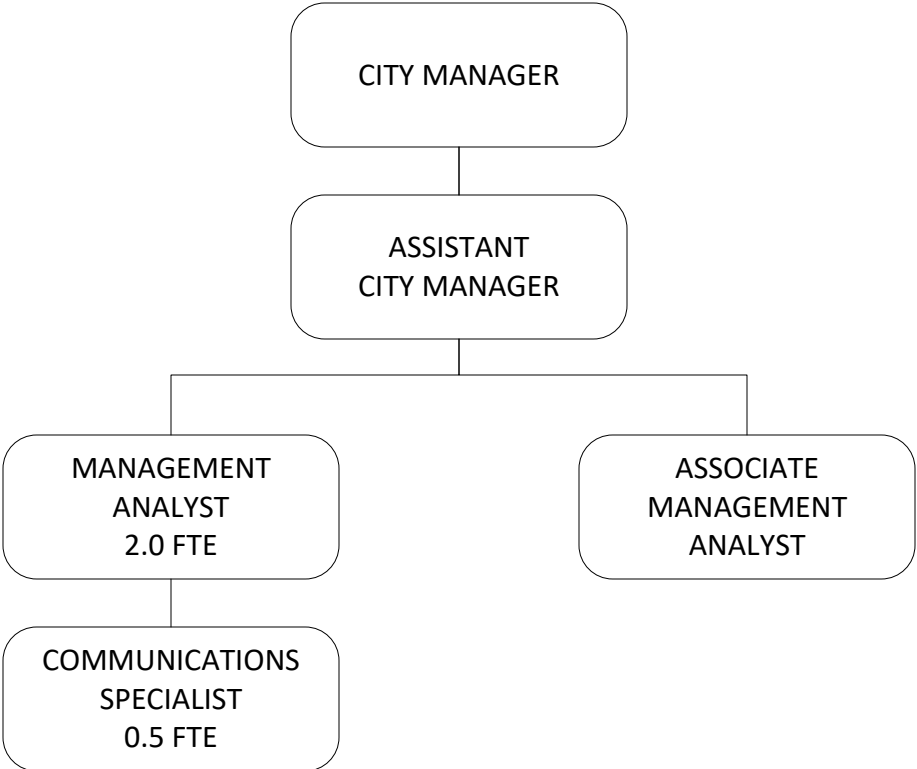 CITY MANAGER
ASSISTANT
CITY MANAGER
MANAGEMENT
ANALYST
2.0 FTE
ASSOCIATE
MANAGEMENT
ANALYST
COMMUNICATIONS
SPECIALIST
0.5 FTE